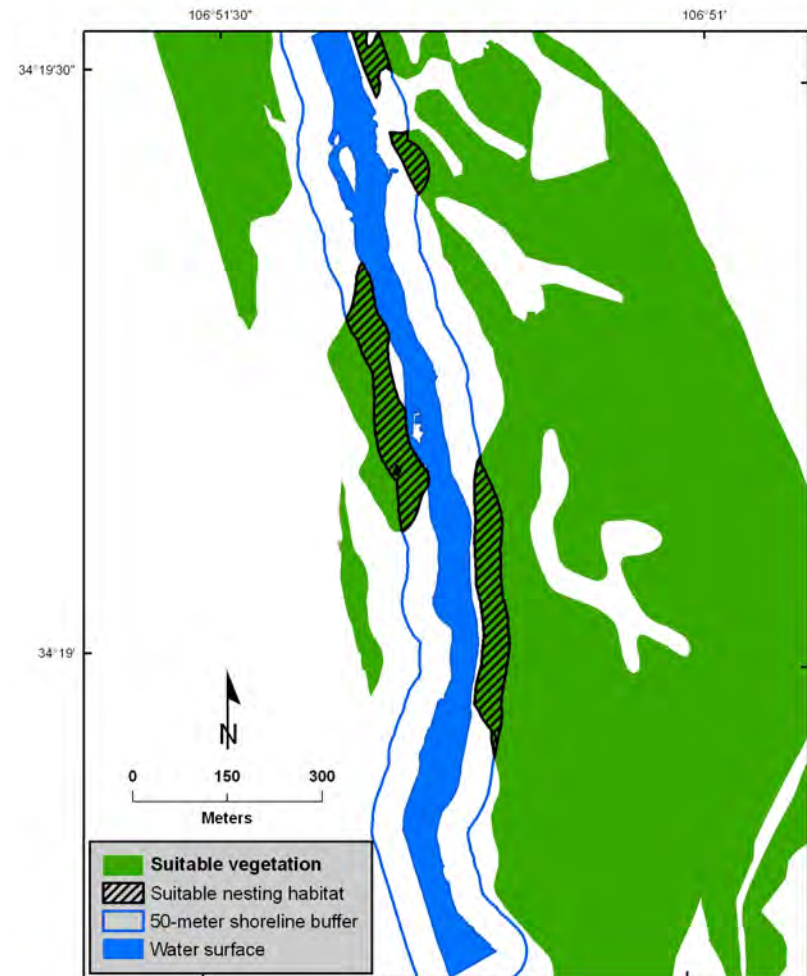 106°51'30" 106°51'
34°19'30"
34°19'
N
0 150 300
Meters
Suitable vegetation
Suitable nesting habitat
50-meter shoreline buffer
Water surface